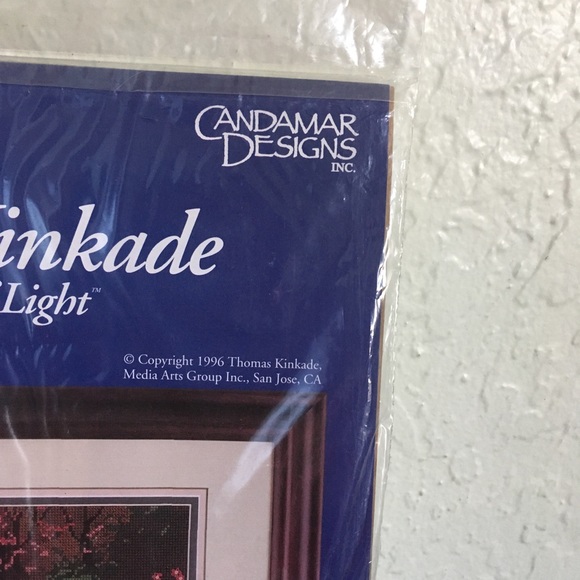 CANDAMAR
DESIGNS
INC.
inkade
Light™
© Copyright 1996 Thomas Kinkade,
Media Arts Group Inc., San Jose, CA